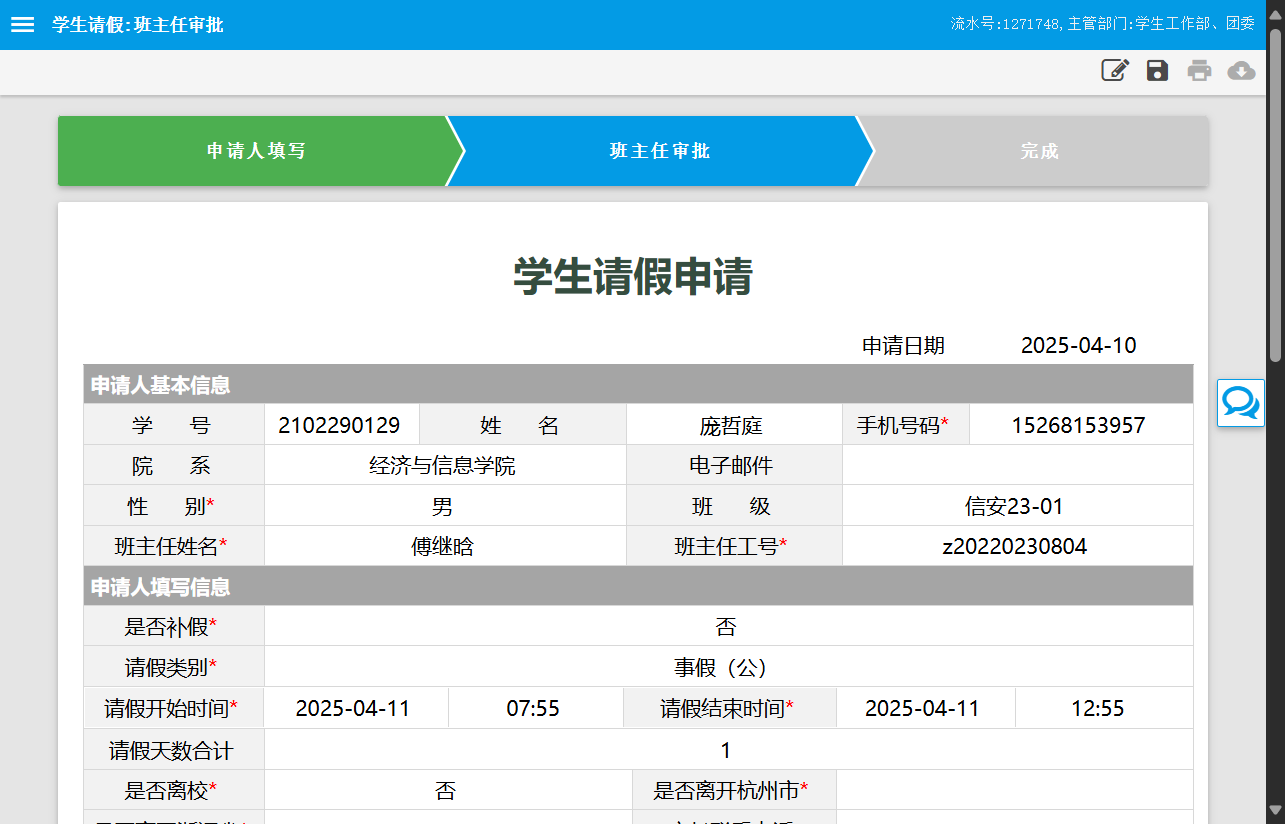 学生请假:班主任审批
流水号:1271748,主管部门:学生工作部、团委
申请人填写 班主任审批 完成
学生请假申请
申请日期 2025-04-10
申请人基本信息
学 号 2102290129 姓 名 庞哲庭 手机号码* 15268153957
院 系 经济与信息学院 电子邮件
性 别* 男 班 级 信安23-01
班主任姓名* 傅继晗 班主任工号* z20220230804
申请人填写信息
是否补假* 否
请假类别* 事假（公）
请假开始时间* 2025-04-11 07:55 请假结束时间* 2025-04-11 12:55
请假天数合计 1
是否离校* 否 是否离开杭州市*